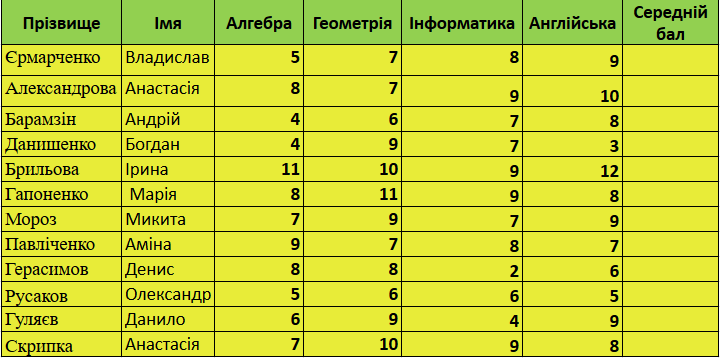 Прізвище Імя Алгебра Геометрія Інформатика Англійська Середній бал
Єрмарченко Владислав 5 7 8 9
Александрова Анастасія 8 7 9 10
Барамзін Андрій 4 6 7 8
Данишенко Богдан 4 9 7 3
Брильова Ірина 11 10 9 12
Гапоненко Марія 8 11 9 8
Мороз Микита 7 9 7 9
Павліченко Аміна 9 7 8 7
Герасимов Денис 8 8 2 6
Русаков Олександр 5 6 6 5
Гуляєв Данило 6 9 4 9
Скрипка Анастасія 7 10 9 8